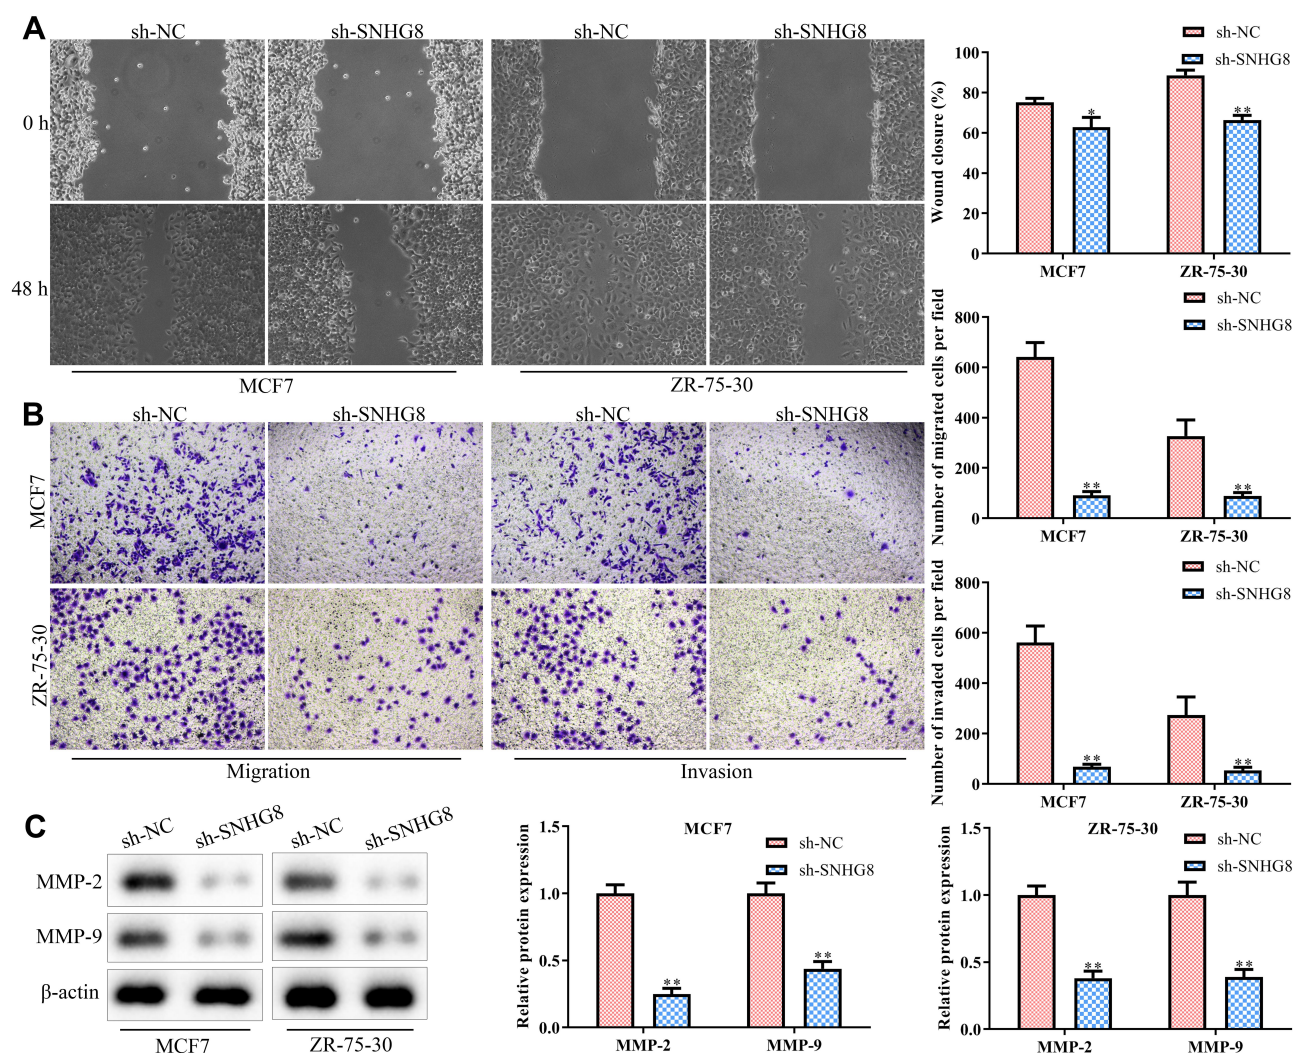 A
sh-NC
sh-SNHG8
sh-NC
sh-SNHG8
0 h
48 h
MCF7
ZR-75-30
sh-NC
sh-SNHG8
Wound closure (%)
100
80
60
40
20
0
*
**
MCF7
ZR-75-30
B
sh-NC
sh-SNHG8
sh-NC
sh-SNHG8
MCF7
ZR-75-30
Migration
Invasion
sh-NC
sh-SNHG8
Number of migrated cells per field
800
600
400
200
0
**
**
MCF7
ZR-75-30
sh-NC
sh-SNHG8
Number of invaded cells per field
800
600
400
200
0
**
**
MCF7
ZR-75-30
C
sh-NC
sh-SNHG8
sh-NC
sh-SNHG8
MMP-2
MMP-9
β-actin
MCF7
ZR-75-30
MCF7
sh-NC
sh-SNHG8
Relative protein expression
1.5
1.0
0.5
0.0
**
**
MMP-2
MMP-9
ZR-75-30
sh-NC
sh-SNHG8
Relative protein expression
1.5
1.0
0.5
0.0
**
**
MMP-2
MMP-9